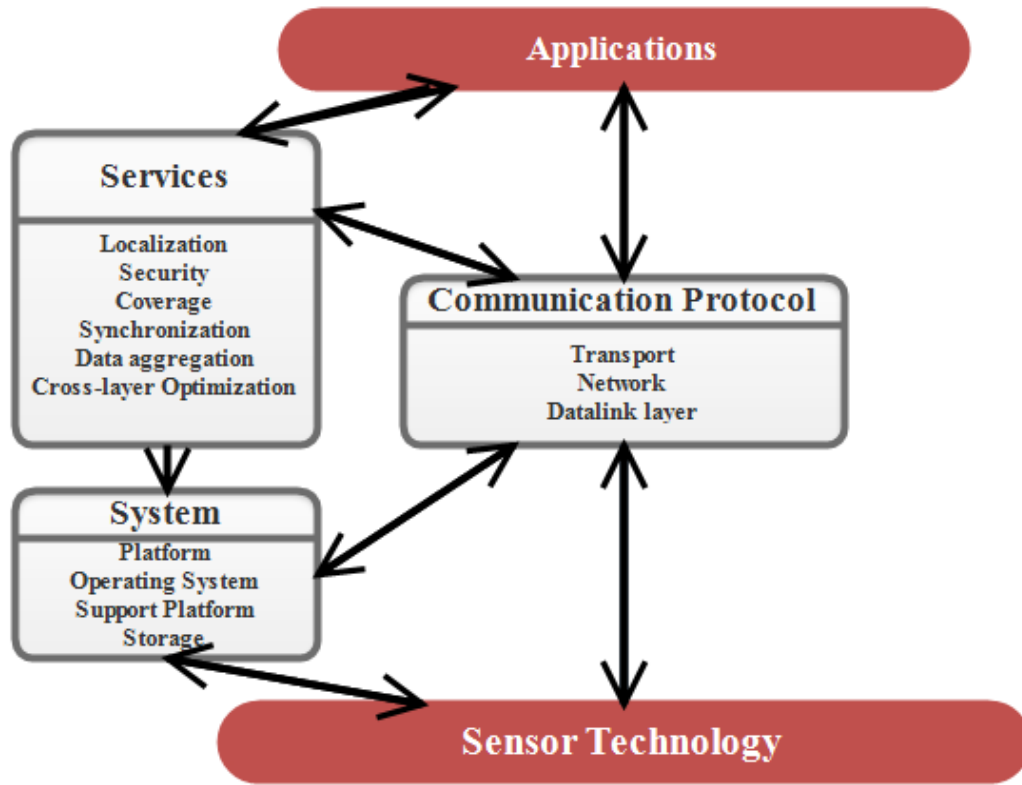 Applications
Services
Localization
Security
Coverage
Synchronization
Data aggregation
Cross-layer Optimization
Communication Protocol
Transport
Network
Datalink layer
System
Platform
Operating System
Support Platform
Storage
Sensor Technology